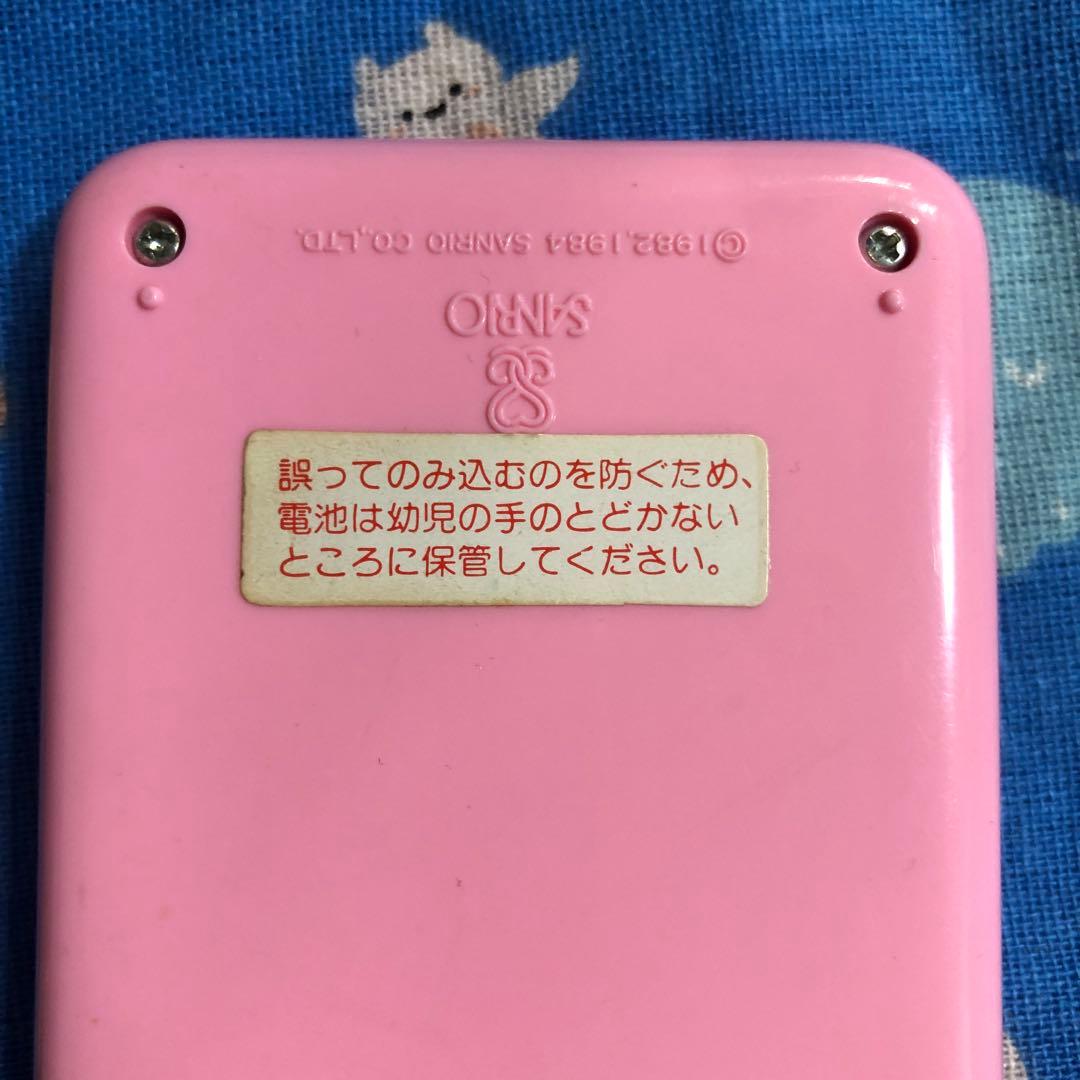 ©1982,1984 SANRIO CO.,LTD.
SANRIO
誤ってのみ込むのを防ぐため、
電池は幼児の手のとどかない
ところに保管してください。